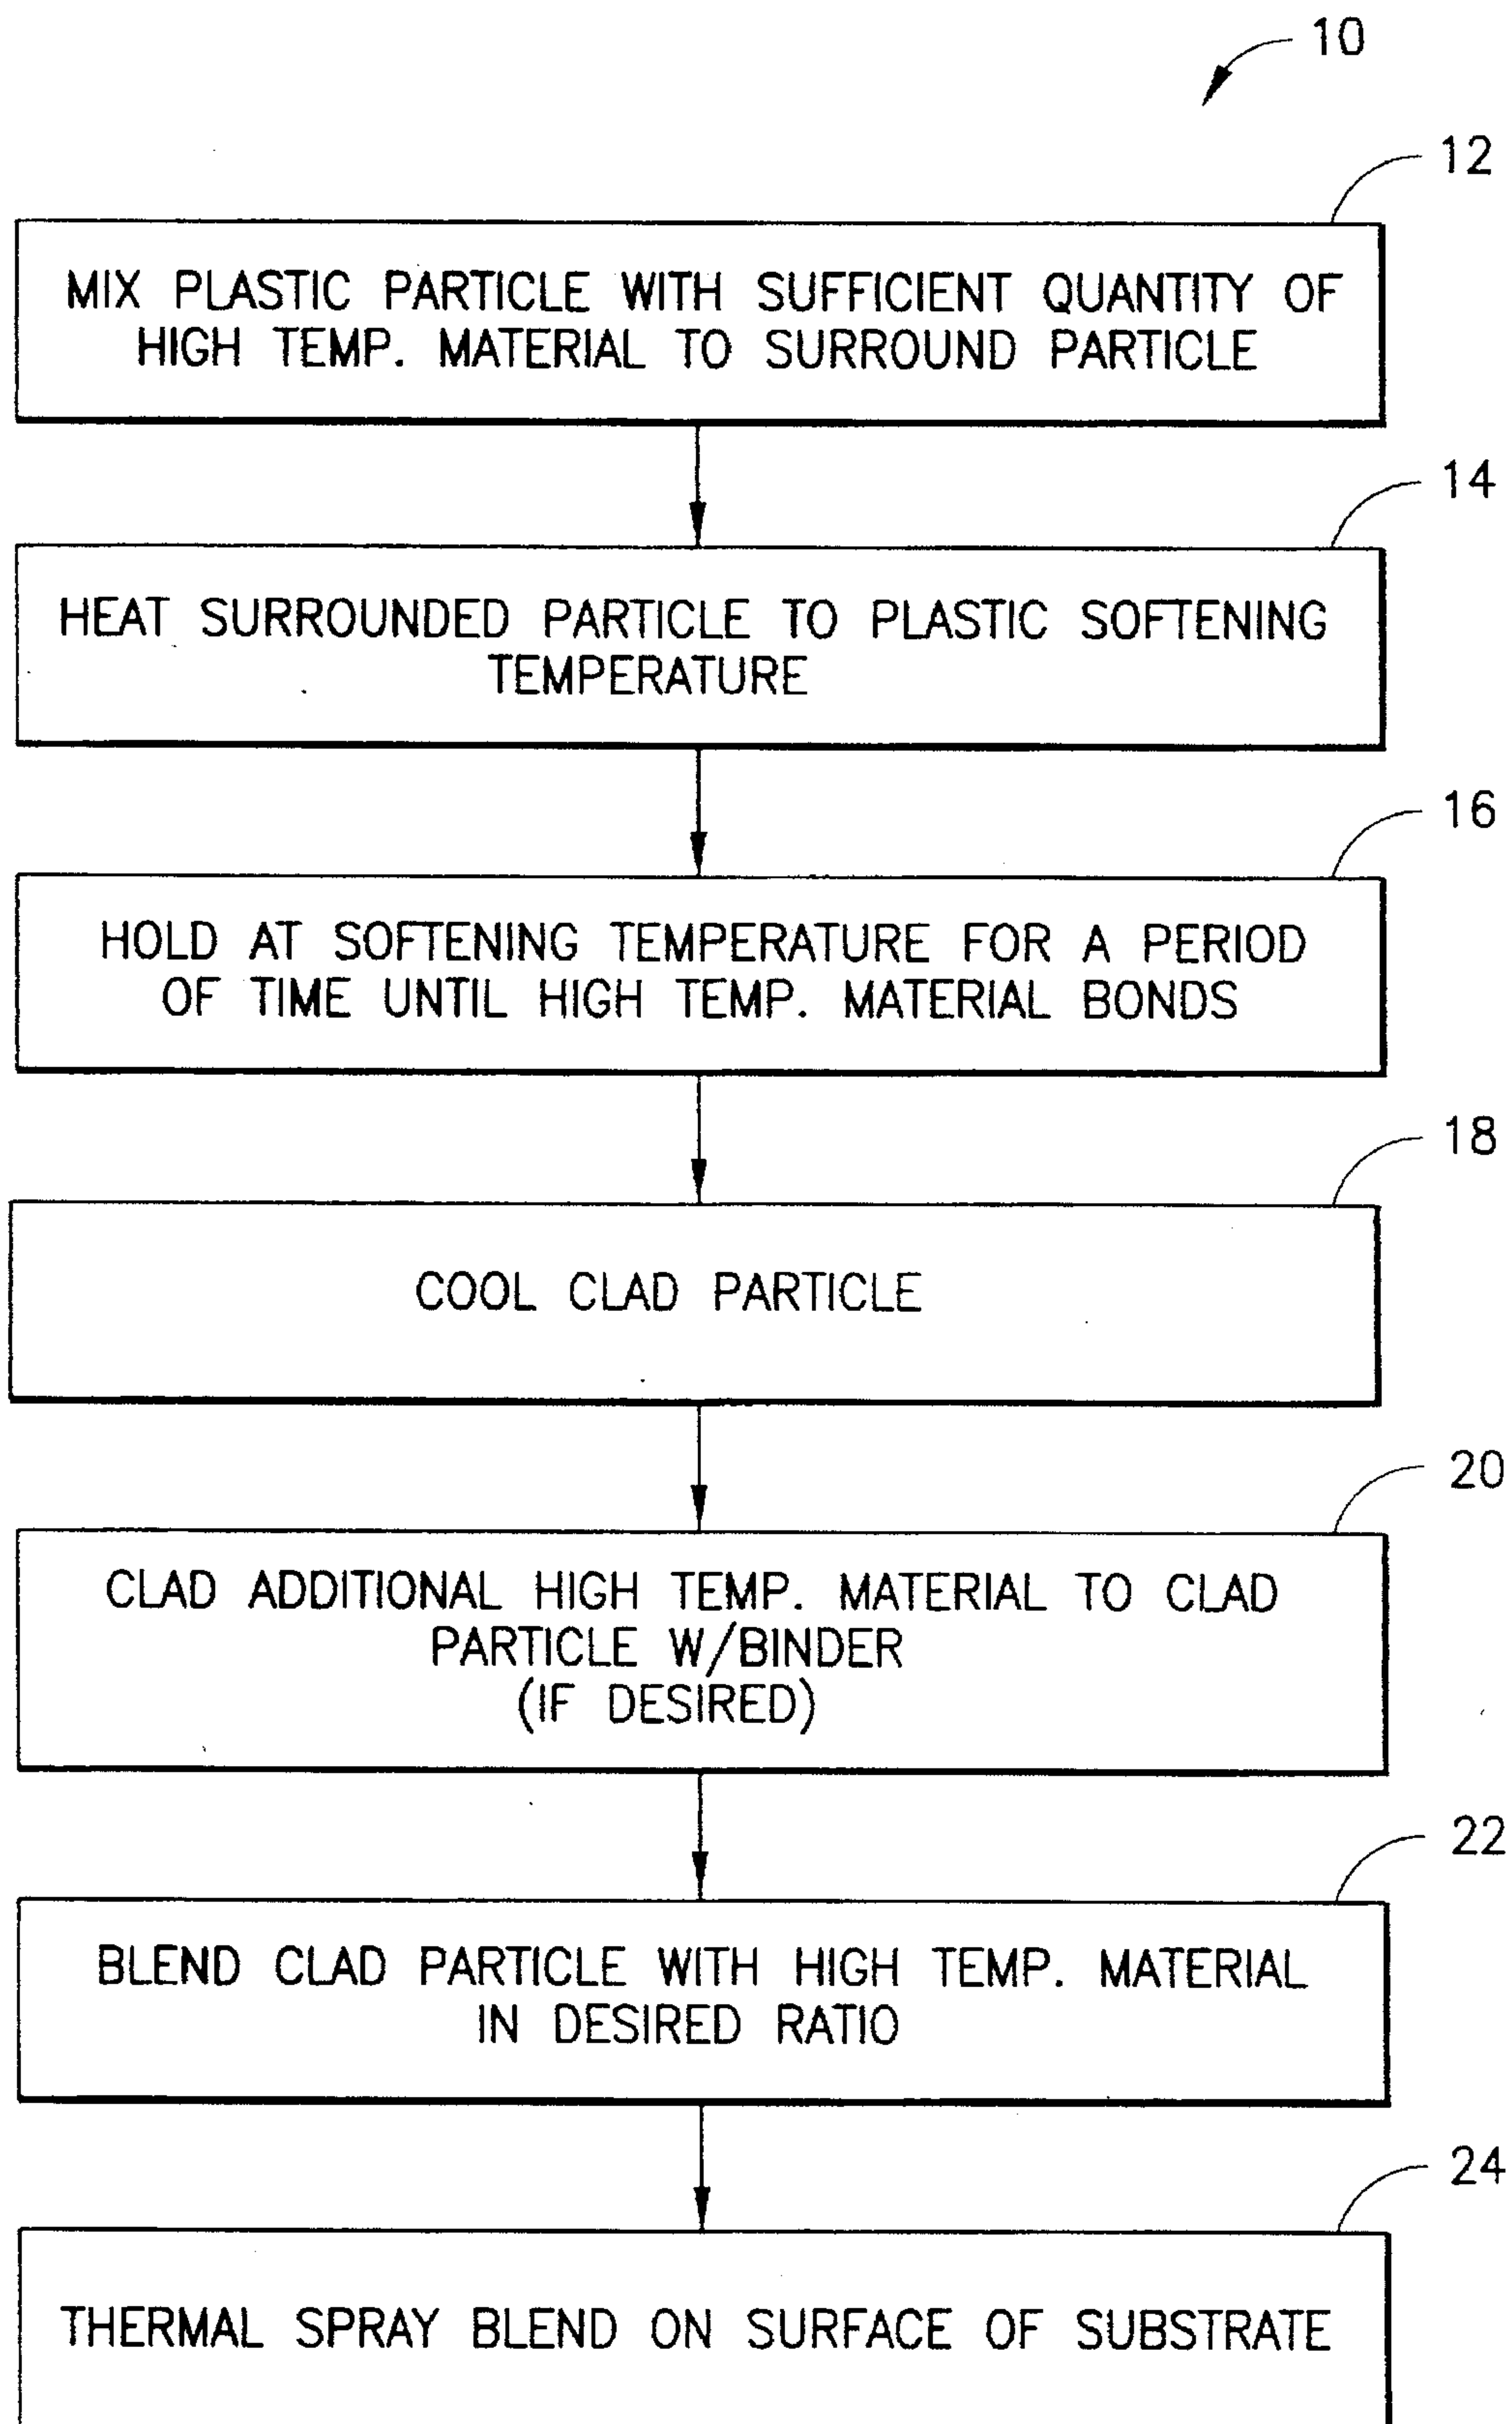 10
12
MIX PLASTIC PARTICLE WITH SUFFICIENT QUANTITY OF
HIGH TEMP. MATERIAL TO SURROUND PARTICLE
14
HEAT SURROUNDED PARTICLE TO PLASTIC SOFTENING
TEMPERATURE
16
HOLD AT SOFTENING TEMPERATURE FOR A PERIOD
OF TIME UNTIL HIGH TEMP. MATERIAL BONDS
18
COOL CLAD PARTICLE
20
CLAD ADDITIONAL HIGH TEMP. MATERIAL TO CLAD
PARTICLE W/BINDER
(IF DESIRED)
22
BLEND CLAD PARTICLE WITH HIGH TEMP. MATERIAL
IN DESIRED RATIO
24
THERMAL SPRAY BLEND ON SURFACE OF SUBSTRATE